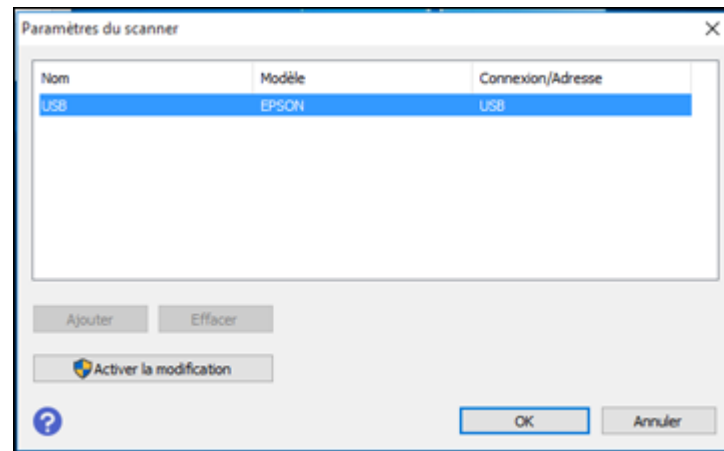 Paramètres du scanner
Nom Modèle Connexion/Adresse
USB EPSON USB
Ajouter Effacer
Activer la modification
?
OK Annuler